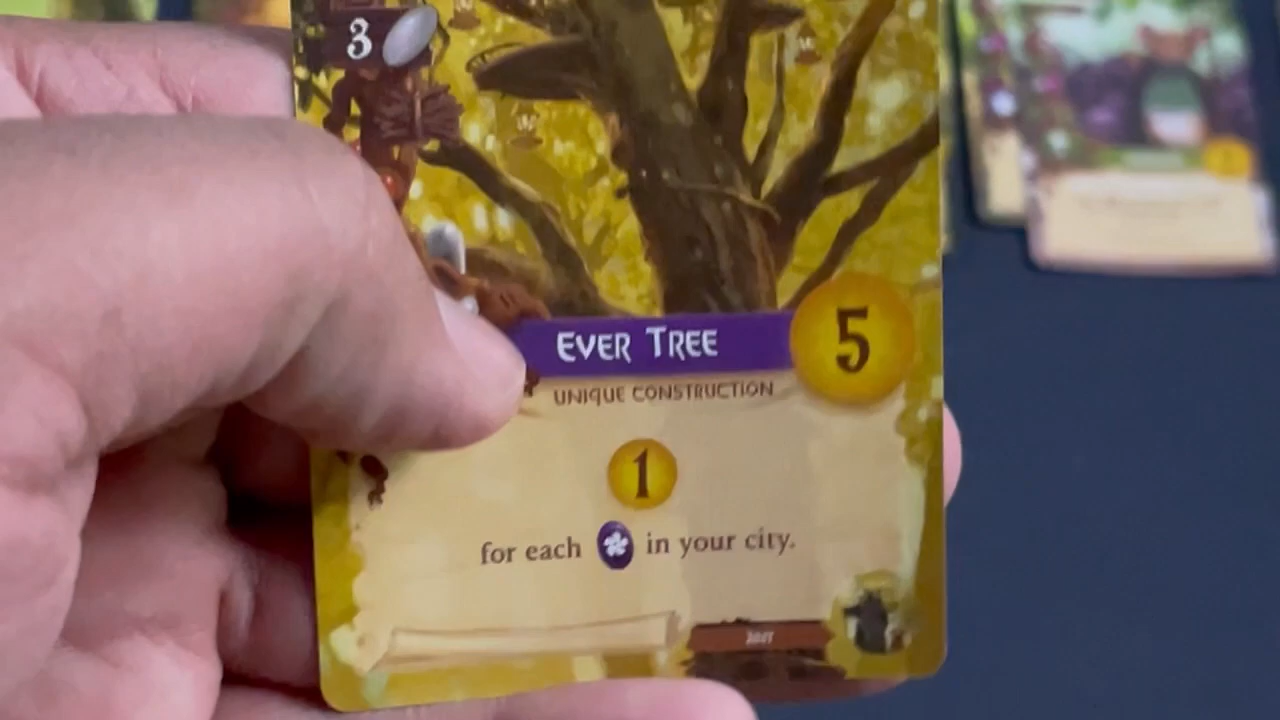 3
EVER TREE
5
UNIQUE CONSTRUCTION
1
for each in your city.